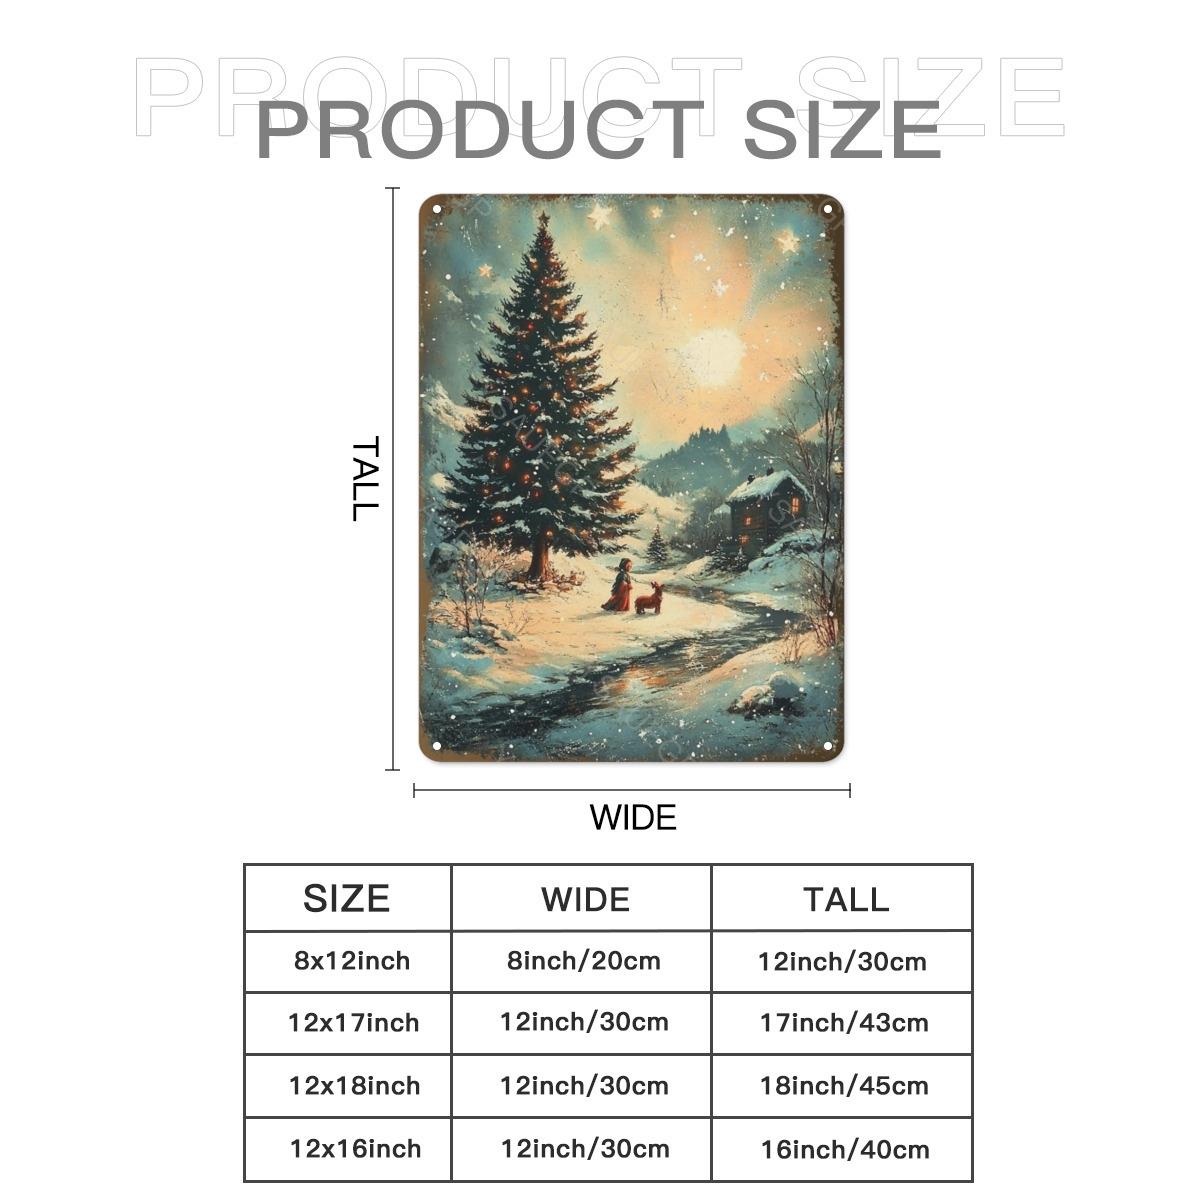 PRODUCT SIZE
PRODUCT SIZE
TALL
WIDE
SIZE WIDE TALL
8x12inch 8inch/20cm 12inch/30cm
12x17inch 12inch/30cm 17inch/43cm
12x18inch 12inch/30cm 18inch/45cm
12x16inch 12inch/30cm 16inch/40cm